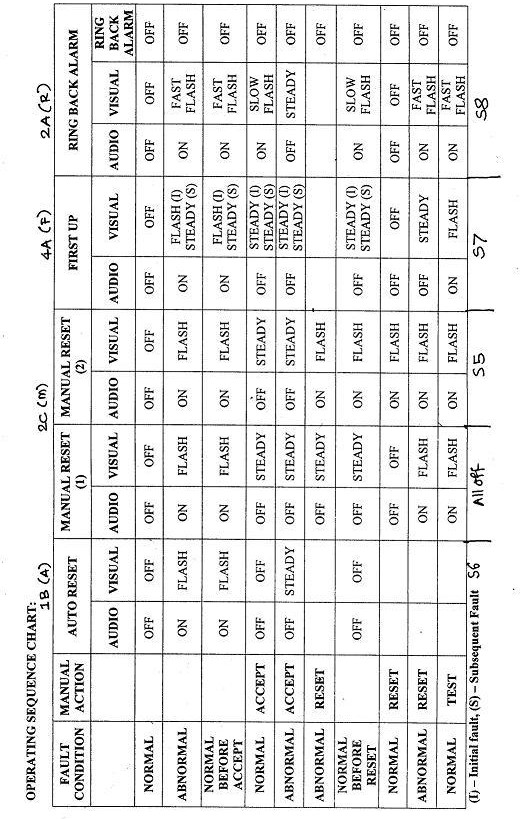 OPERATING SEQUENCE CHART:
1B (A) 2C (M) 4A (F) 2A (R)
FAULT CONDITION MANUAL ACTION AUTO RESET MANUAL RESET (1) MANUAL RESET (2) FIRST UP RING BACK ALARM
AUDIO VISUAL AUDIO VISUAL AUDIO VISUAL AUDIO VISUAL AUDIO VISUAL RING BACK ALARM
NORMAL OFF OFF OFF OFF OFF OFF OFF OFF OFF OFF OFF
ABNORMAL ON FLASH ON FLASH ON FLASH ON FLASH (I) STEADY (S) ON FAST FLASH OFF
NORMAL BEFORE ACCEPT ON FLASH ON FLASH ON FLASH ON FLASH (I) STEADY (S) ON FAST FLASH OFF
NORMAL ACCEPT OFF OFF OFF STEADY OFF STEADY OFF STEADY (I) STEADY (S) ON SLOW FLASH OFF
ABNORMAL ACCEPT OFF STEADY OFF STEADY OFF STEADY OFF STEADY (I) STEADY (S) OFF STEADY OFF
ABNORMAL RESET OFF STEADY ON FLASH OFF
NORMAL BEFORE RESET OFF OFF OFF STEADY OFF FLASH OFF STEADY (I) STEADY (S) ON SLOW FLASH OFF
NORMAL RESET OFF OFF ON FLASH OFF OFF OFF OFF OFF
ABNORMAL RESET ON FLASH ON FLASH OFF STEADY ON FAST FLASH OFF
NORMAL TEST ON FLASH ON FLASH ON FLASH ON FAST FLASH OFF
(I) – Initial fault, (S) – Subsequent Fault S6 All off S5 S7 S8